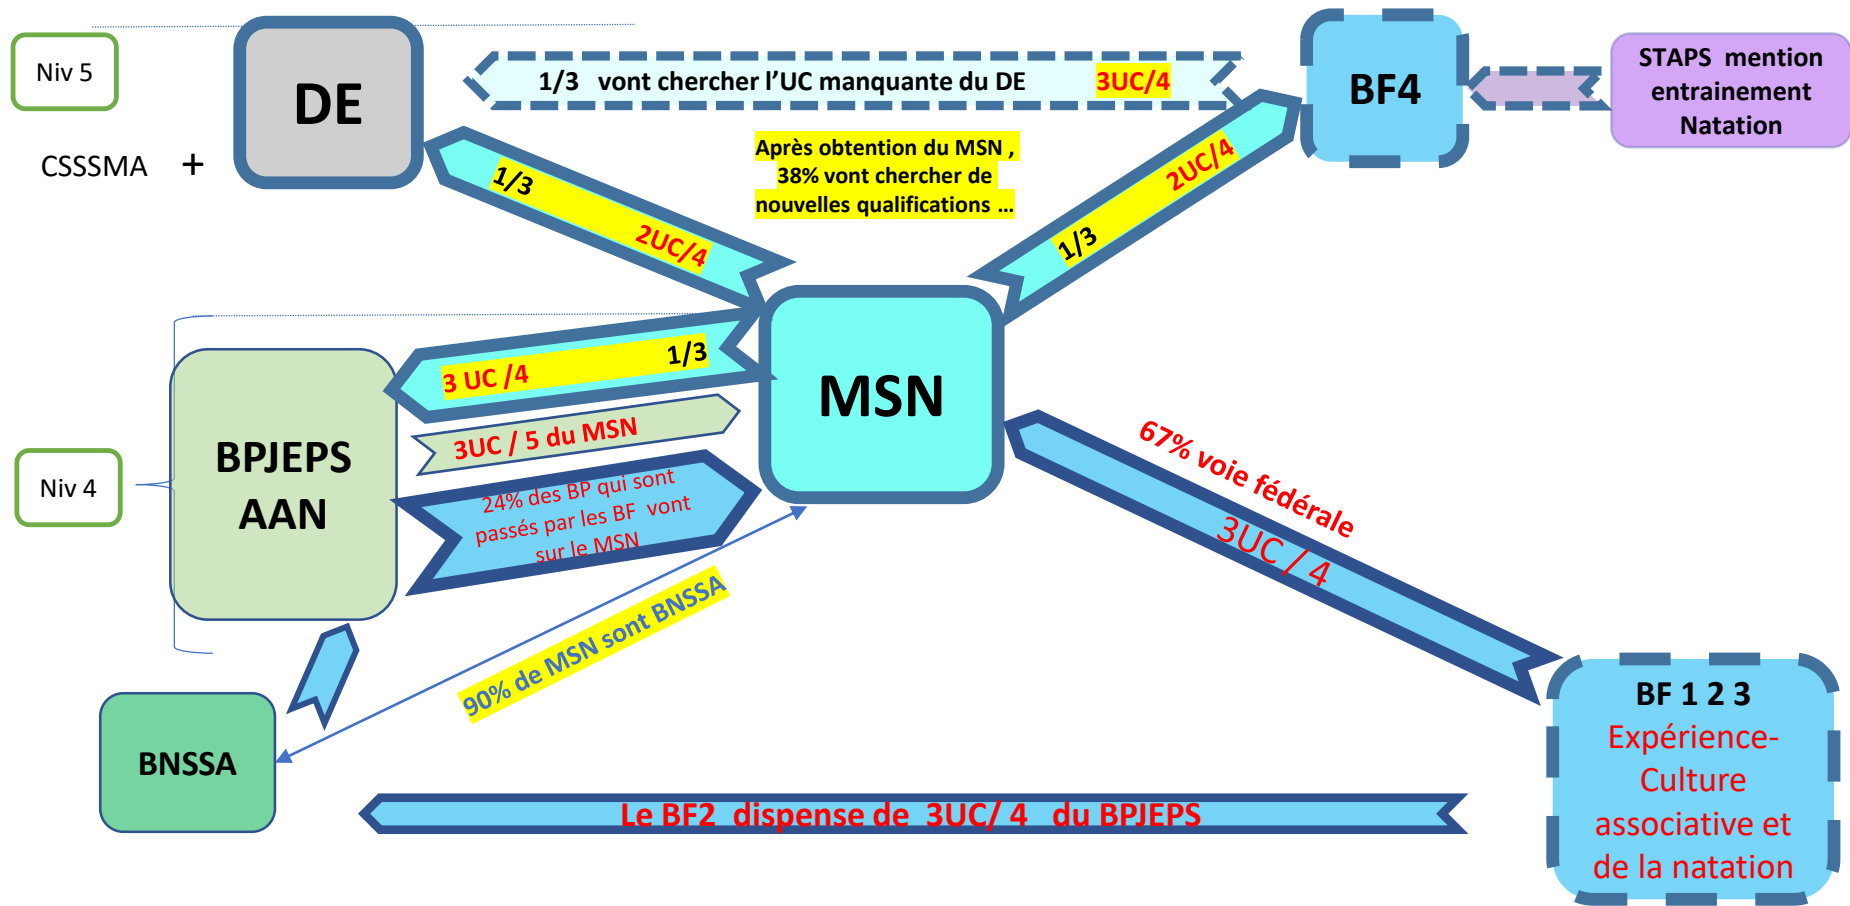 Niv 5
DE
CSSSMA +
1/3 vont chercher l’UC manquante du DE 3UC/4
BF4
STAPS mention
entrainement
Natation
Après obtention du MSN ,
38% vont chercher de
nouvelles qualifications ...
1/3
2UC/4
2UC/4
1/3
3 UC /4
1/3
MSN
BPJEPS
AAN
Niv 4
3UC / 5 du MSN
24% des BP qui sont
passés par les BF vont
sur le MSN
67% voie fédérale
3UC / 4
90% de MSN sont BNSSA
BNSSA
BF 1 2 3
Expérience-
Culture
associative et
de la natation
Le BF2 dispense de 3UC/ 4 du BPJEPS